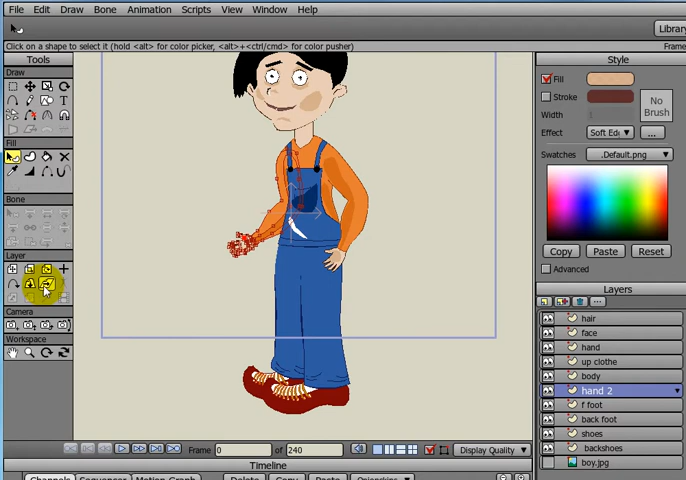 File Edit Draw Bone Animation Scripts View Window Help
Library
Click on a shape to select it (hold <alt> for color picker, <alt>+<ctrl/cmd> for color pusher)
Frame
Tools
Draw
T
Fill
Bone
Layer
Camera
Workspace
Style
Fill
Stroke
Width
No Brush
Effect Soft Edg ...
Swatches .Default.png
Copy Paste Reset
Advanced
Layers
hair
face
hand
up clothe
body
hand 2
f foot
back foot
shoes
backshoes
boy.jpg
Frame 0 of 240 Display Quality
Timeline
Channels Sequencer Motion Graph Delete Copy Paste Onionskins